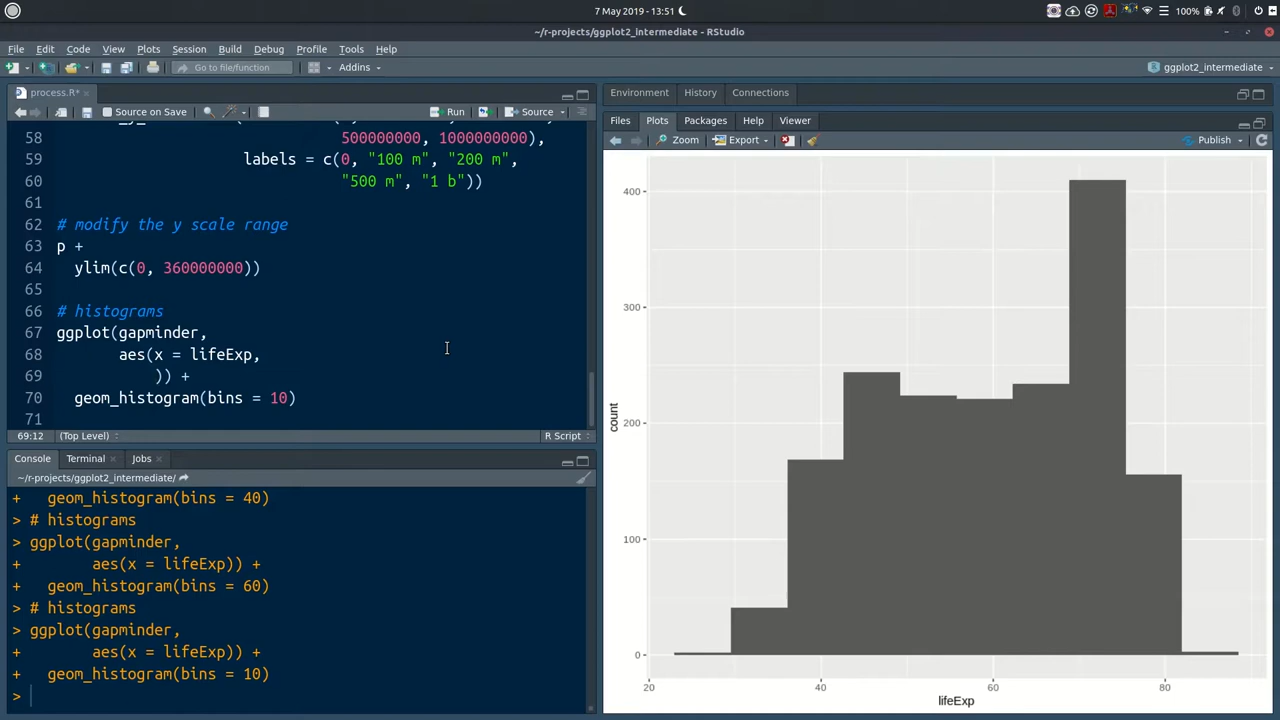 7 May 2019 - 13:51
100%
~/r-projects/ggplot2_intermediate - RStudio
File Edit Code View Plots Session Build Debug Profile Tools Help
Go to file/function Addins ggplot2_intermediate
process.R*
Source on Save Run Source
58 500000000, 1000000000),
59 labels = c(0, "100 m", "200 m",
60 "500 m", "1 b"))
61
62 # modify the y scale range
63 p +
64 ylim(c(0, 360000000))
65
66 # histograms
67 ggplot(gapminder,
68 aes(x = lifeExp,
69 )) +
70 geom_histogram(bins = 10)
71
69:12 (Top Level) R Script
Console Terminal Jobs
~/r-projects/ggplot2_intermediate/
+ geom_histogram(bins = 40)
> # histograms
> ggplot(gapminder,
+ aes(x = lifeExp)) +
+ geom_histogram(bins = 60)
> # histograms
> ggplot(gapminder,
+ aes(x = lifeExp)) +
+ geom_histogram(bins = 10)
>
Environment History Connections
Files Plots Packages Help Viewer
Zoom Export Publish
400
300
200
100
0
count
20 40 60 80
lifeExp